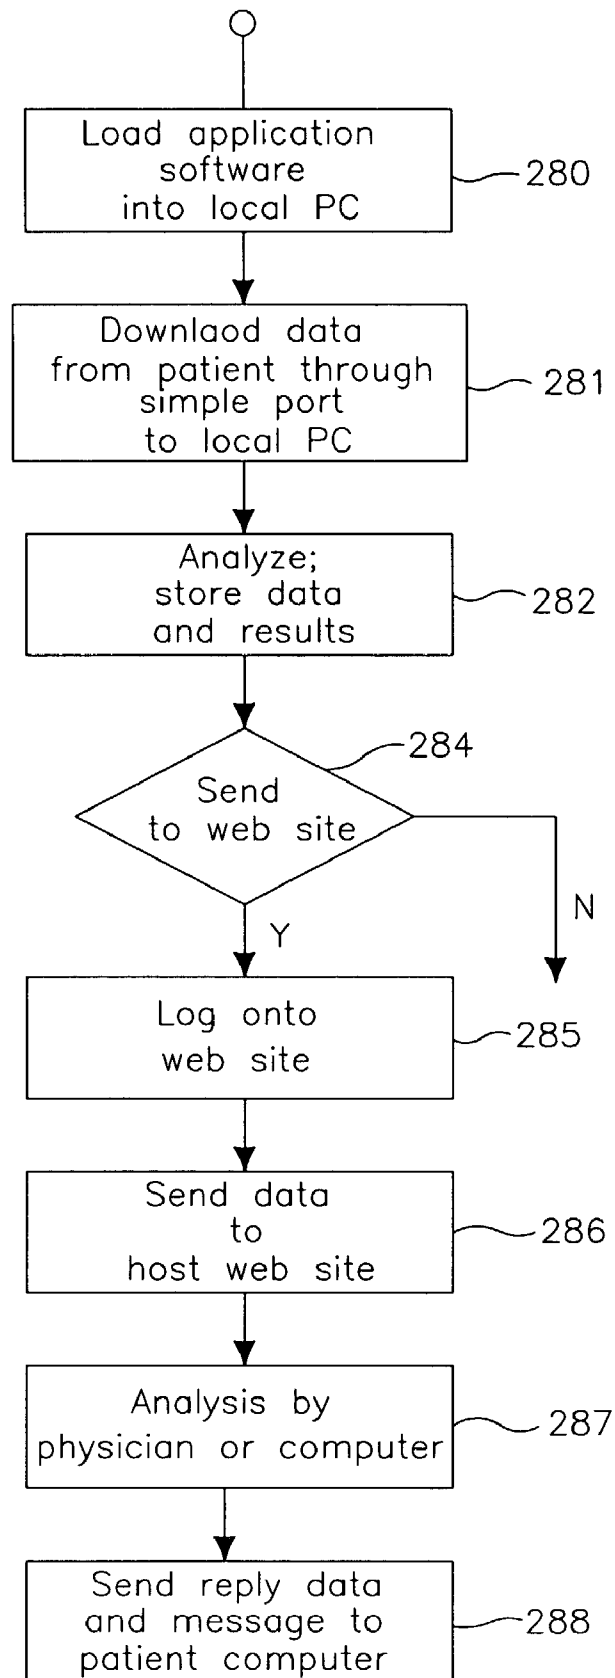 Load application
software
into local PC
280
Downlaod data
from patient through
simple port
to local PC
281
Analyze;
store data
and results
282
284
Send
to web site
N
Y
Log onto
web site
285
Send data
to
host web site
286
Analysis by
physician or computer
287
Send reply data
and message to
patient computer
288